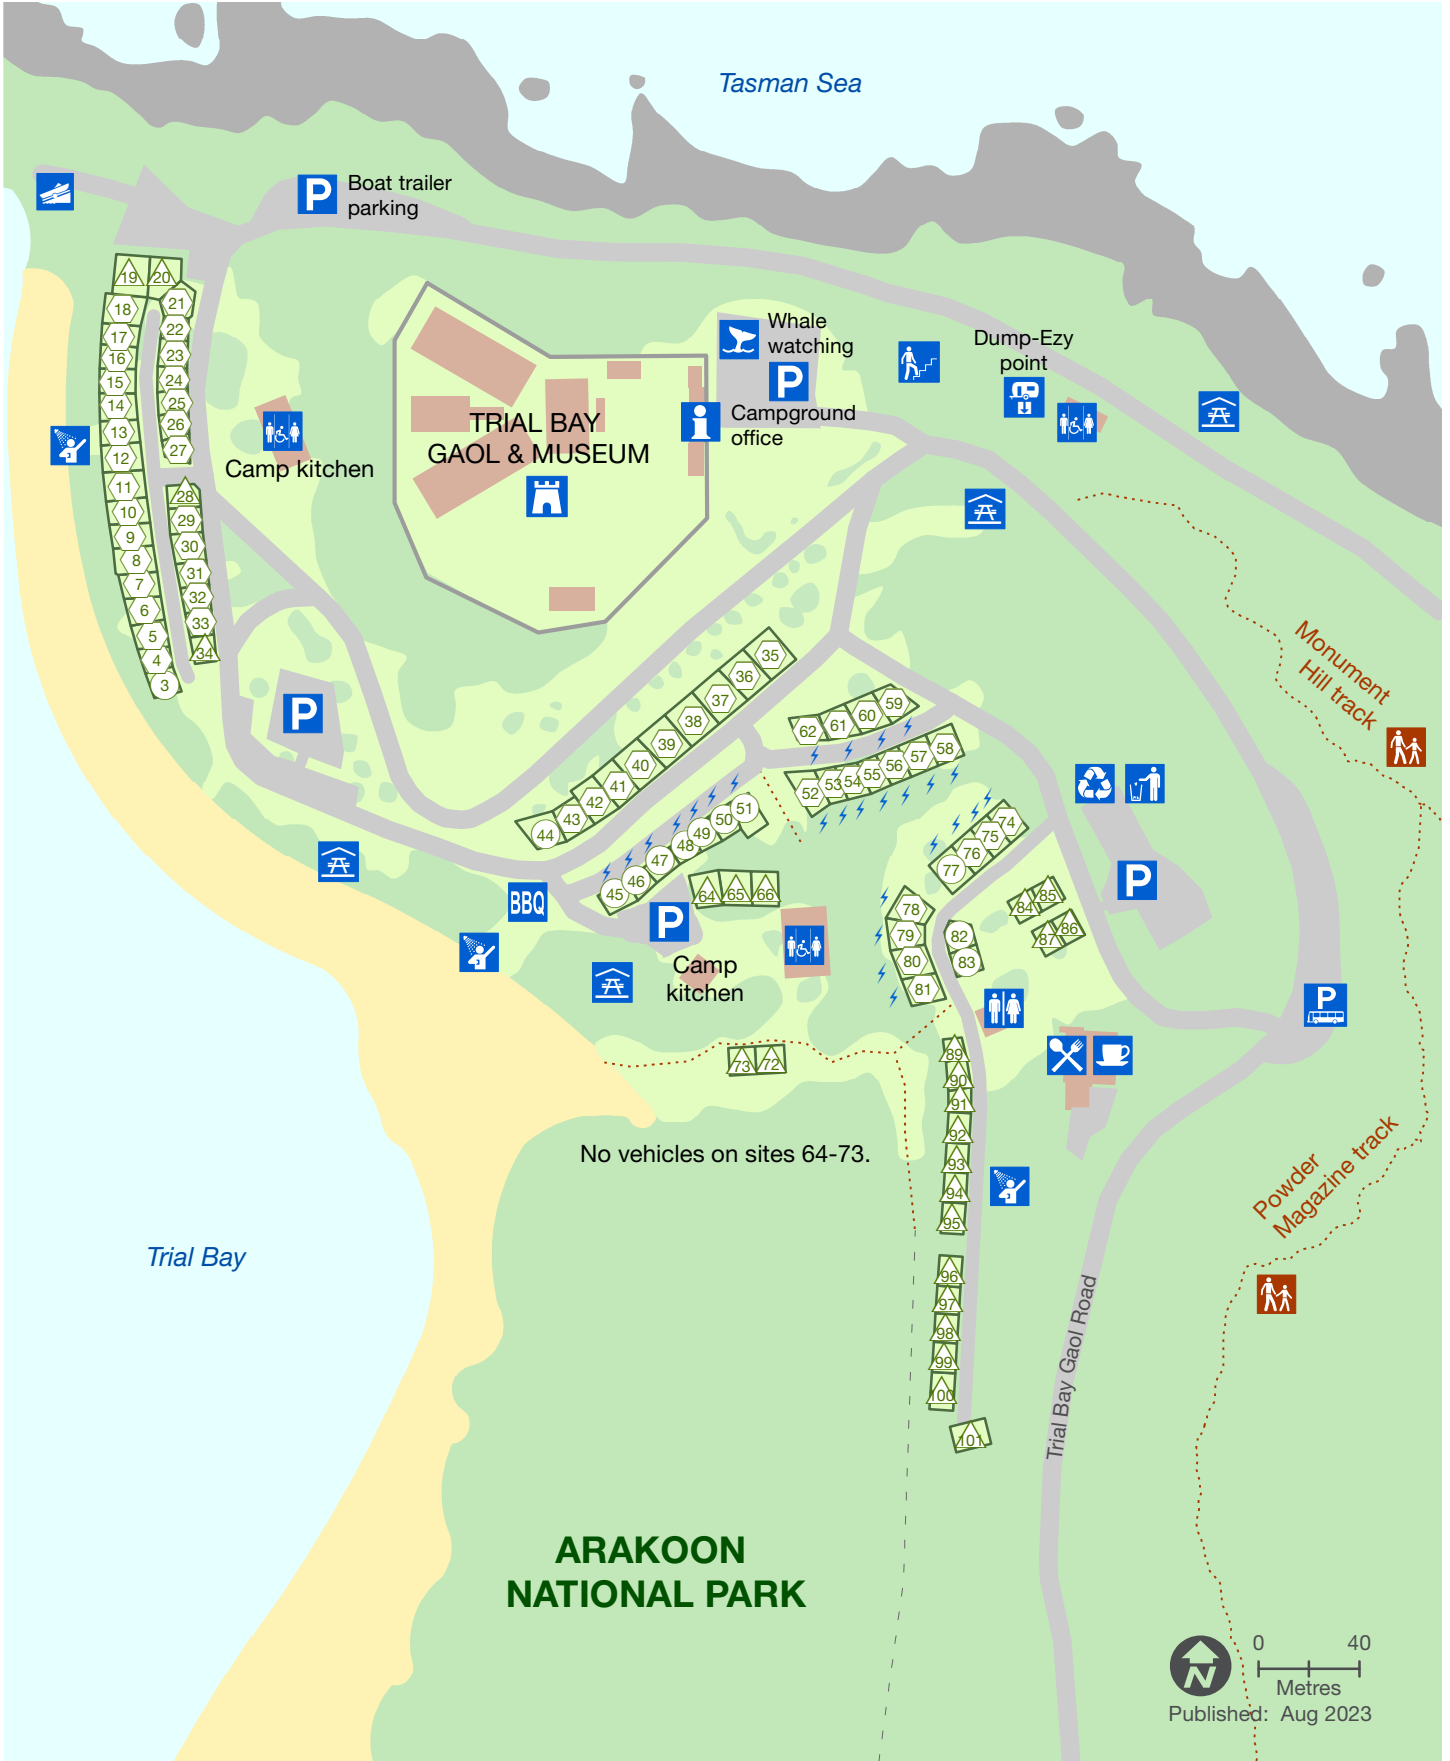 Tasman Sea
P
Boat trailer
parking
19
20
18
21
17
22
16
23
15
24
14
25
13
26
12
27
11
28
10
29
9
30
8
31
7
32
6
33
5
34
4
3
Camp kitchen
TRIAL BAY
GAOL & MUSEUM
Whale
watching
P
i
Campground
office
Dump-Ezy
point
Monument
Hill track
P
35
36
37
38
39
40
41
42
43
44
59
60
61
62
58
57
56
55
54
53
52
51
50
49
48
47
46
45
74
75
76
77
64
65
66
BBQ
P
Camp
kitchen
P
78
79
80
81
82
83
84
85
86
87
P
73
72
89
90
91
92
93
94
95
96
97
98
99
100
101
No vehicles on sites 64-73.
Powder
Magazine track
Trial Bay
Trial Bay Gaol Road
ARAKOON
NATIONAL PARK
N
0 40
Metres
Published: Aug 2023